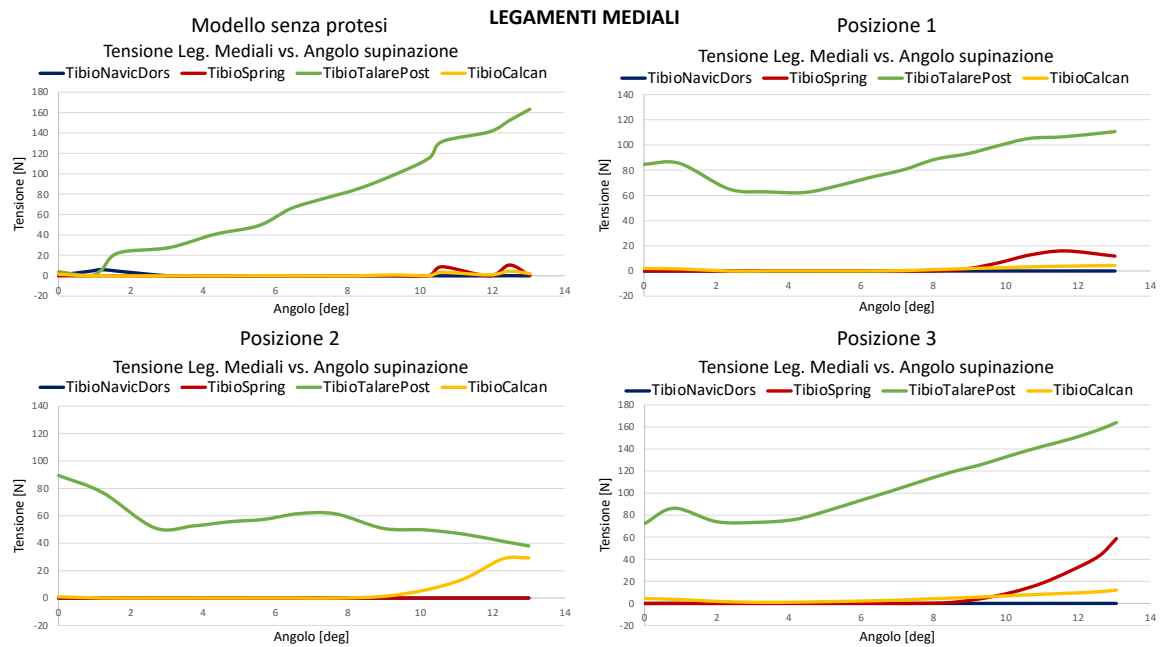 LEGAMENTI MEDIALI
Modello senza protesi
Tensione Leg. Mediali vs. Angolo supinazione
TibioNavicDors TibioSpring TibioTalarePost TibioCalcan
Tensione [N]
180
160
140
120
100
80
60
40
20
0
-20
0 2 4 6 8 10 12 14
Angolo [deg]
Posizione 1
Tensione Leg. Mediali vs. Angolo supinazione
TibioNavicDors TibioSpring TibioTalarePost TibioCalcan
Tensione [N]
140
120
100
80
60
40
20
0
-20
0 2 4 6 8 10 12 14
Angolo [deg]
Posizione 2
Tensione Leg. Mediali vs. Angolo supinazione
TibioNavicDors TibioSpring TibioTalarePost TibioCalcan
Tensione [N]
140
120
100
80
60
40
20
0
-20
0 2 4 6 8 10 12 14
Angolo [deg]
Posizione 3
Tensione Leg. Mediali vs. Angolo supinazione
TibioNavicDors TibioSpring TibioTalarePost TibioCalcan
Tensione [N]
180
160
140
120
100
80
60
40
20
0
-20
0 2 4 6 8 10 12 14
Angolo [deg]